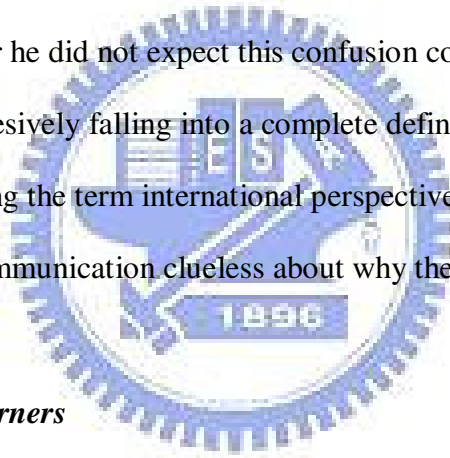 r he did not expect this confusion co
esively falling into a complete defin
ng the term international perspective
mmunication clueless about why the
E S
1896
rners